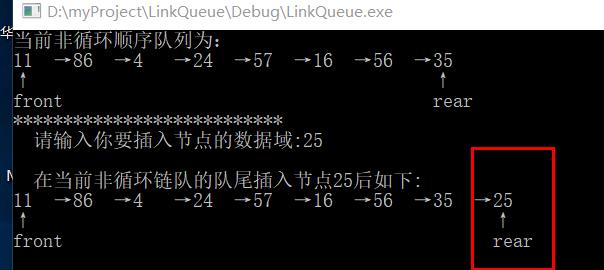 华
D:\myProject\LinkQueue\Debug\LinkQueue.exe
当前非循环顺序队列为:
11 →86 →4 →24 →57 →16 →56 →35
↑ ↑
front rear
***************************
请输入你要插入节点的数据域:25
在当前非循环链队的队尾插入节点25后如下:
11 →86 →4 →24 →57 →16 →56 →35 →25
↑ ↑
front rear